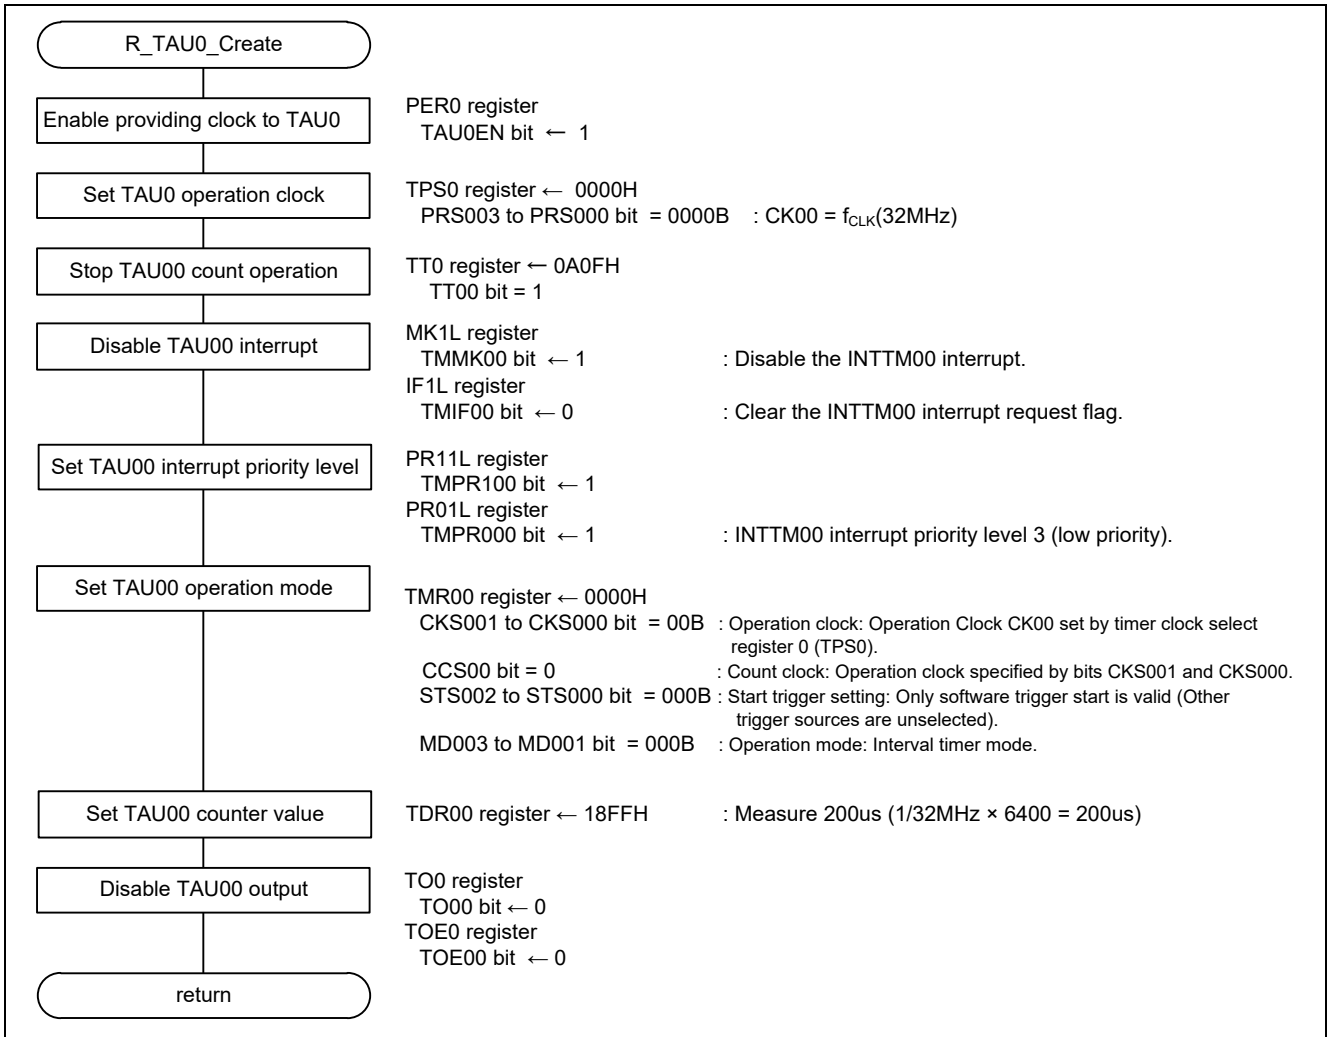 R_TAU0_Create
Enable providing clock to TAU0
PER0 register
TAU0EN bit ← 1
Set TAU0 operation clock
TPS0 register ← 0000H
PRS003 to PRS000 bit = 0000B : CK00 = fCLK(32MHz)
Stop TAU00 count operation
TT0 register ← 0A0FH
TT00 bit = 1
Disable TAU00 interrupt
MK1L register
TMMK00 bit ← 1 : Disable the INTTM00 interrupt.
IF1L register
TMIF00 bit ← 0 : Clear the INTTM00 interrupt request flag.
Set TAU00 interrupt priority level
PR11L register
TMPR100 bit ← 1
PR01L register
TMPR000 bit ← 1 : INTTM00 interrupt priority level 3 (low priority).
Set TAU00 operation mode
TMR00 register ← 0000H
CKS001 to CKS000 bit = 00B : Operation clock: Operation Clock CK00 set by timer clock select
register 0 (TPS0).
CCS00 bit = 0 : Count clock: Operation clock specified by bits CKS001 and CKS000.
STS002 to STS000 bit = 000B : Start trigger setting: Only software trigger start is valid (Other
trigger sources are unselected).
MD003 to MD001 bit = 000B : Operation mode: Interval timer mode.
Set TAU00 counter value
TDR00 register ← 18FFH : Measure 200us (1/32MHz × 6400 = 200us)
Disable TAU00 output
TO0 register
TO00 bit ← 0
TOE0 register
TOE00 bit ← 0
return